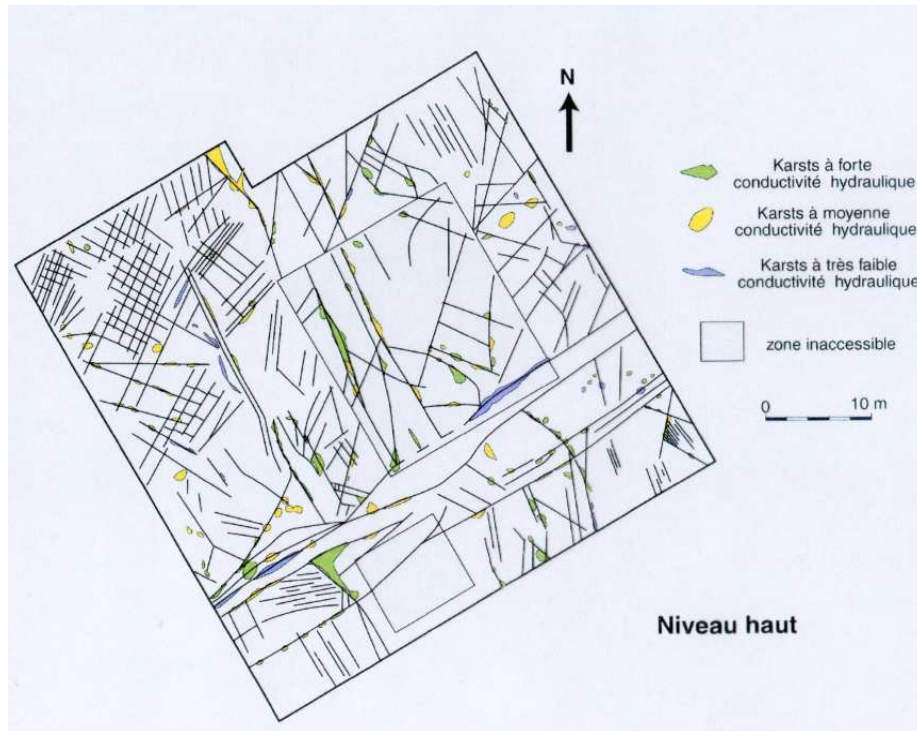 N
Karsts à forte
conductivité hydraulique
Karsts à moyenne
conductivité hydraulique
Karsts à très faible
conductivité hydraulique
zone inaccessible
0 10 m
Niveau haut